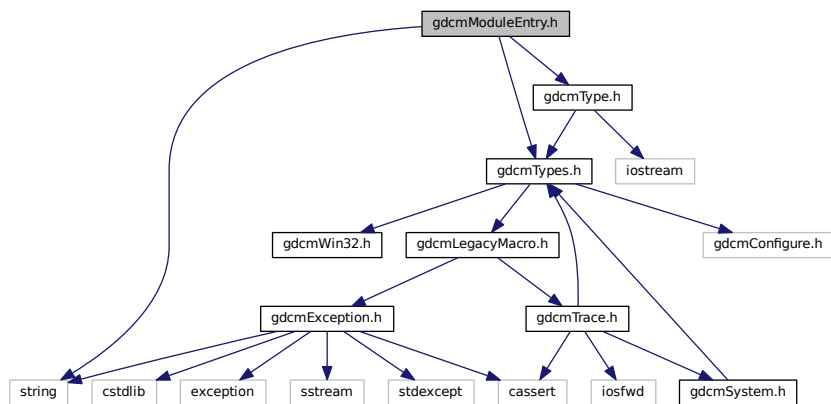 gdcmModuleEntry.h
gdcmType.h
gdcmTypes.h
iostream
gdcmWin32.h
gdcmLegacyMacro.h
gdcmConfigure.h
gdcmException.h
gdcmTrace.h
string
cstdlib
exception
sstream
stdexcept
cassert
iosfwd
gdcmSystem.h